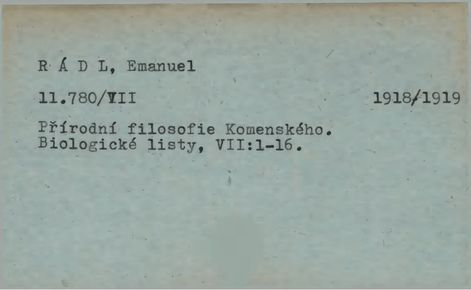 R Á D L, Emanuel
11.780/VII 1918/1919
Přírodní filosofie Komenského.
Biologické listy, VII:1-16.